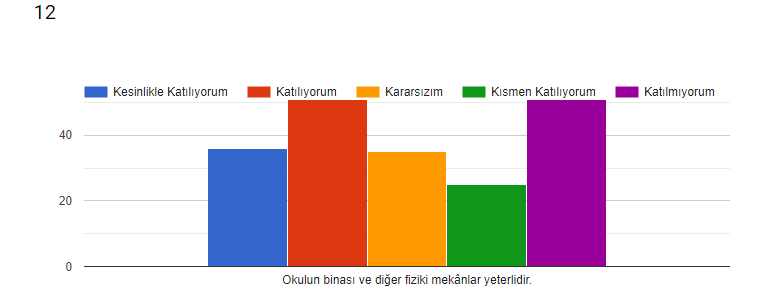 12
Kesinlikle Katılıyorum Katılıyorum Kararsızım Kısmen Katılıyorum Katılmıyorum
40
20
0
Okulun binası ve diğer fiziki mekânlar yeterlidir.